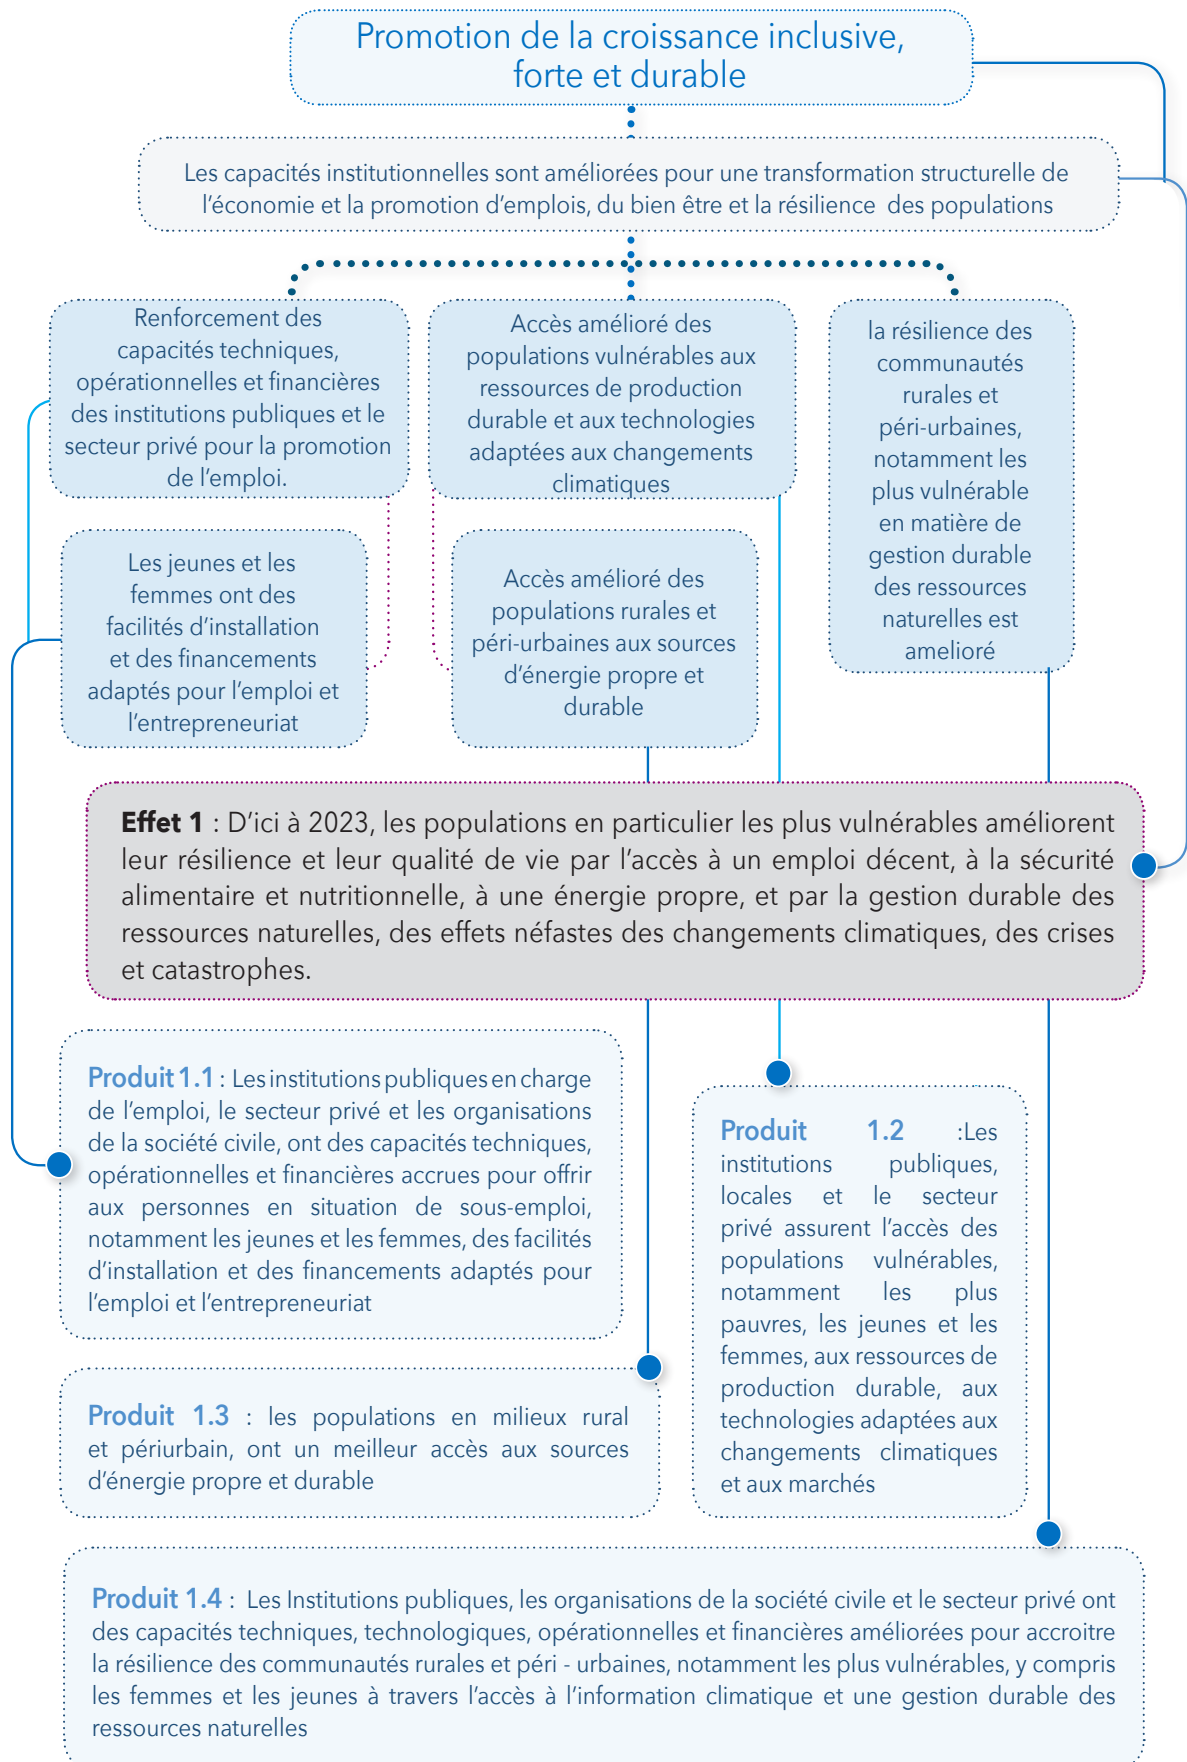 Promotion de la croissance inclusive,
forte et durable
Les capacités institutionnelles sont améliorées pour une transformation structurelle de
l’économie et la promotion d’emplois, du bien être et la résilience des populations
Renforcement des
capacités techniques,
opérationnelles et financières
des institutions publiques et le
secteur privé pour la promotion
de l’emploi.
Accès amélioré des
populations vulnérables aux
ressources de production
durable et aux technologies
adaptées aux changements
climatiques
la résilience des
communautés
rurales et
péri-urbaines,
notamment les
plus vulnérable
en matière de
gestion durable
des ressources
naturelles est
amelioré
Les jeunes et les
femmes ont des
facilités d’installation
et des financements
adaptés pour l’emploi et
l’entrepreneuriat
Accès amélioré des
populations rurales et
péri-urbaines aux sources
d’énergie propre et
durable
Effet 1 : D’ici à 2023, les populations en particulier les plus vulnérables améliorent
leur résilience et leur qualité de vie par l’accès à un emploi décent, à la sécurité
alimentaire et nutritionnelle, à une énergie propre, et par la gestion durable des
ressources naturelles, des effets néfastes des changements climatiques, des crises
et catastrophes.
Produit 1.1 : Les institutions publiques en charge
de l’emploi, le secteur privé et les organisations
de la société civile, ont des capacités techniques,
opérationnelles et financières accrues pour offrir
aux personnes en situation de sous-emploi,
notamment les jeunes et les femmes, des facilités
d’installation et des financements adaptés pour
l’emploi et l’entrepreneuriat
Produit 1.2 :Les
institutions publiques,
locales et le secteur
privé assurent l’accès des
populations vulnérables,
notamment les plus
pauvres, les jeunes et les
femmes, aux ressources de
production durable, aux
technologies adaptées aux
changements climatiques
et aux marchés
Produit 1.3 : les populations en milieux rural
et périurbain, ont un meilleur accès aux sources
d’énergie propre et durable
Produit 1.4 : Les Institutions publiques, les organisations de la société civile et le secteur privé ont
des capacités techniques, technologiques, opérationnelles et financières améliorées pour accroitre
la résilience des communautés rurales et péri - urbaines, notamment les plus vulnérables, y compris
les femmes et les jeunes à travers l’accès à l’information climatique et une gestion durable des
ressources naturelles